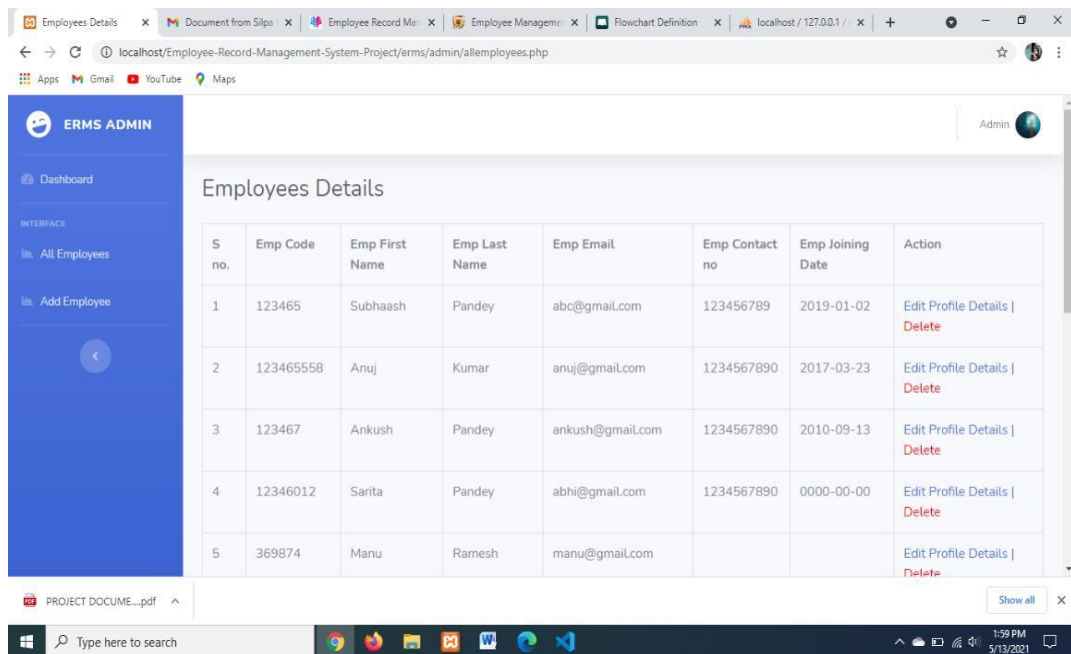 Employees Details
Document from Silpa
Employee Record Man
Employee Managemen
Flowchart Definition
localhost / 127.0.0.1 /
localhost/Employee-Record-Management-System-Project/erms/admin/allemployees.php
Apps Gmail YouTube Maps
ERMS ADMIN
Admin
Dashboard
INTERFACE
All Employees
Add Employee
Employees Details
S no. Emp Code Emp First Name Emp Last Name Emp Email Emp Contact no Emp Joining Date Action
1 123465 Subhaash Pandey abc@gmail.com 123456789 2019-01-02 Edit Profile Details | Delete
2 123465558 Anuj Kumar anuj@gmail.com 1234567890 2017-03-23 Edit Profile Details | Delete
3 123467 Ankush Pandey ankush@gmail.com 1234567890 2010-09-13 Edit Profile Details | Delete
4 12346012 Sarita Pandey abhi@gmail.com 1234567890 0000-00-00 Edit Profile Details | Delete
5 369874 Manu Ramesh manu@gmail.com Edit Profile Details | Delete
PROJECT DOCUME....pdf
Show all
Type here to search
1:59 PM
5/13/2021